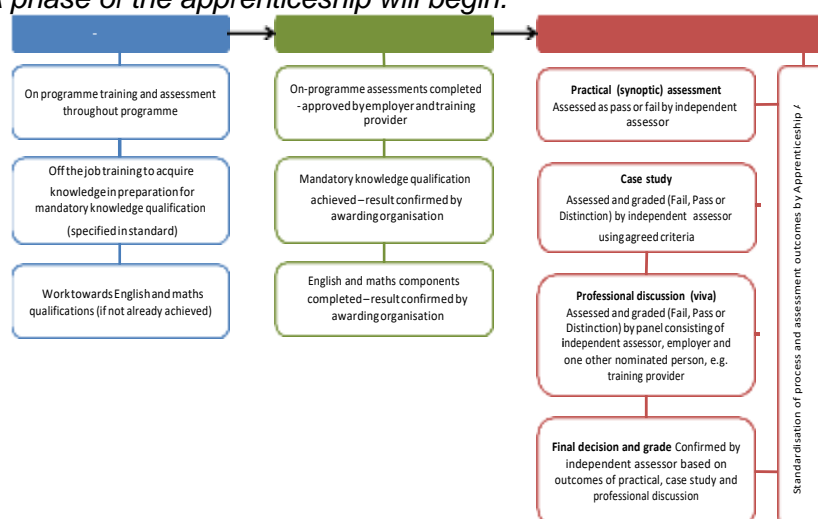 A phase of the apprenticeship will begin.
-
On programme training and assessment
throughout programme
Off the job training to acquire
knowledge in preparation for
mandatory knowledge qualification
(specified in standard)
Work towards English and maths
qualifications (if not already achieved)
On-programme assessments completed
- approved by employer and training
provider
Mandatory knowledge qualification
achieved – result confirmed by
awarding organisation
English and maths components
completed – result confirmed by
awarding organisation
Practical (synoptic) assessment
Assessed as pass or fail by independent
assessor
Case study
Assessed and graded (Fail, Pass or
Distinction) by independent assessor
using agreed criteria
Professional discussion (viva)
Assessed and graded (Fail, Pass or
Distinction) by panel consisting of
independent assessor, employer and
one other nominated person, e.g.
training provider
Final decision and grade Confirmed by
independent assessor based on
outcomes of practical, case study and
professional discussion
Standardisation of process and assessment outcomes by Apprenticeship